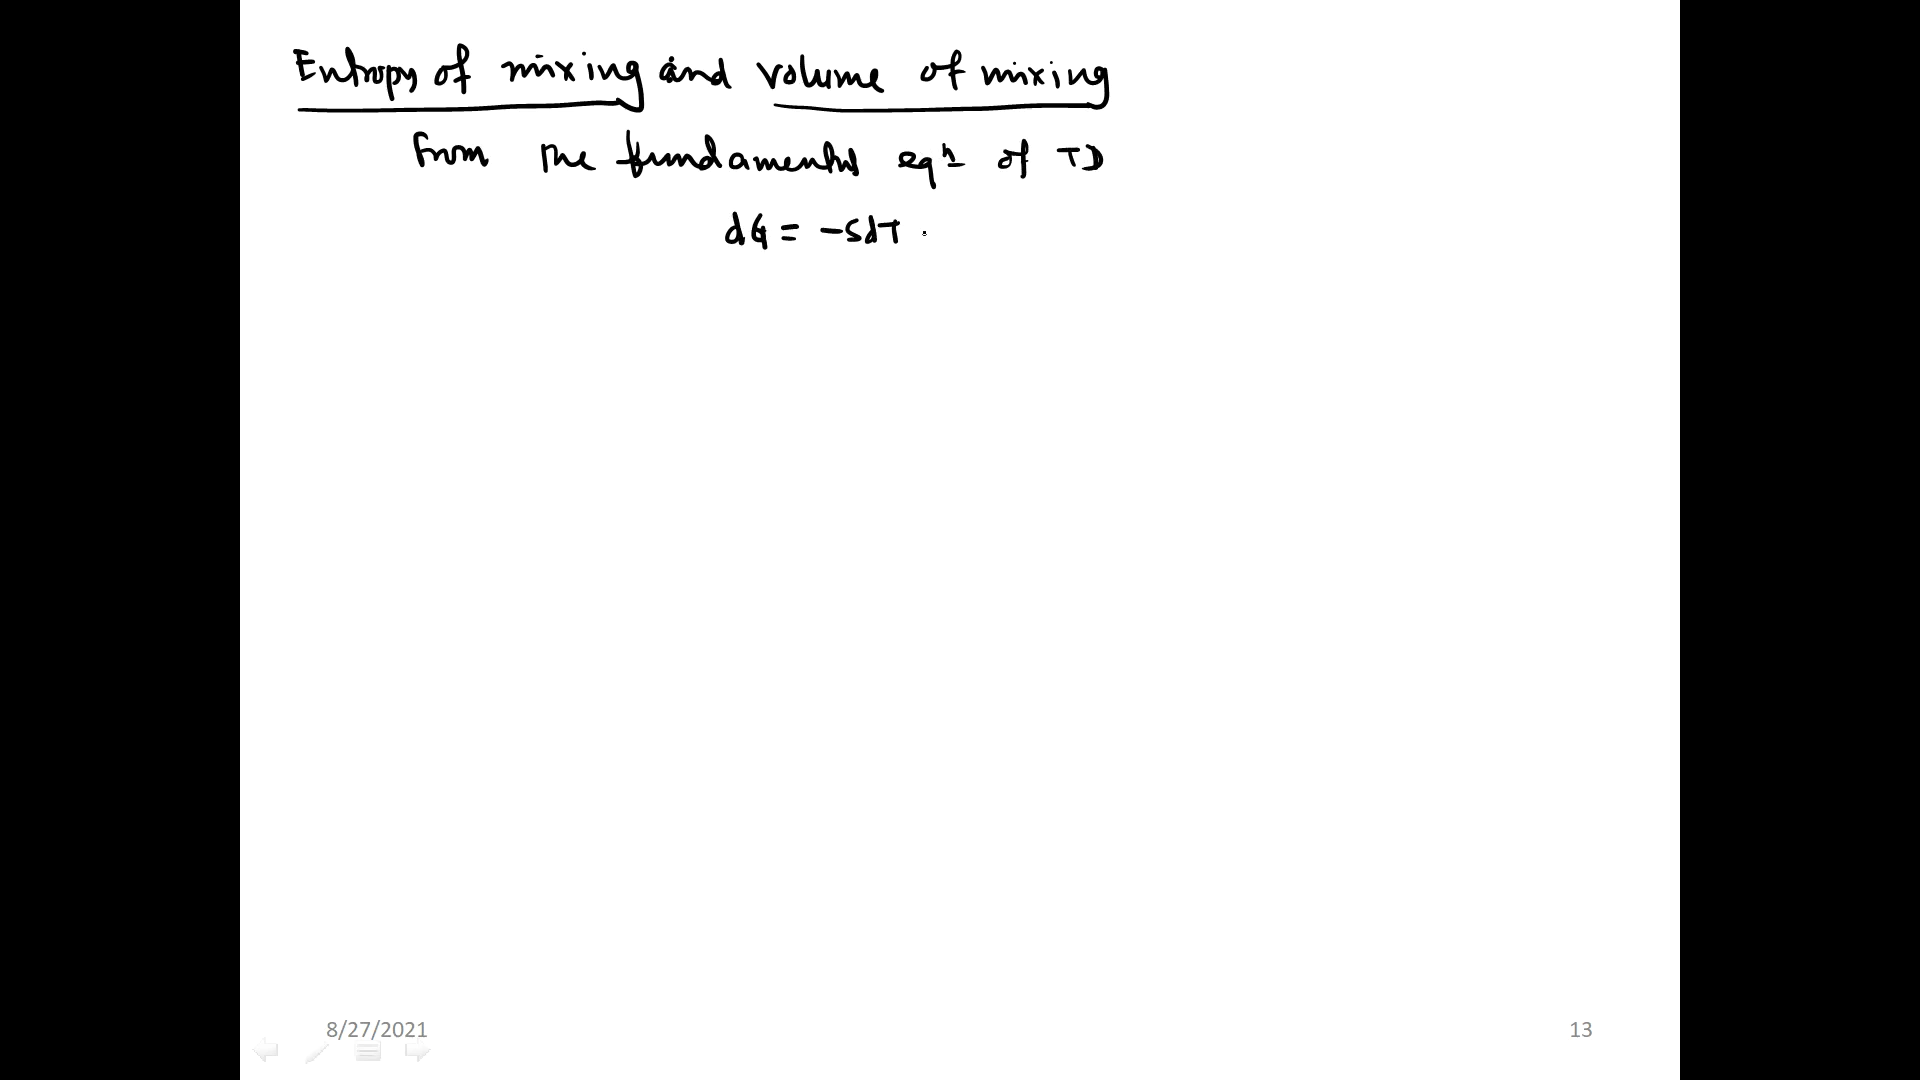 Entropy of mixing and volume of mixing
From the fundamental eqn of TD
dG = -SdT
8/27/2021
13